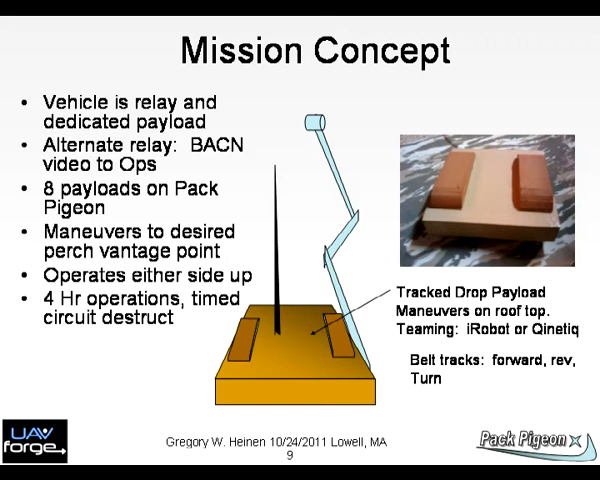 Mission Concept
• Vehicle is relay and
dedicated payload
• Alternate relay: BACN
video to Ops
• 8 payloads on Pack
Pigeon
• Maneuvers to desired
perch vantage point
• Operates either side up
• 4 Hr operations, timed
circuit destruct
Tracked Drop Payload
Maneuvers on roof top.
Teaming: iRobot or Qinetiq
Belt tracks: forward, rev,
Turn
UAV
forge
Gregory W. Heinen 10/24/2011 Lowell, MA
9
Pack Pigeon